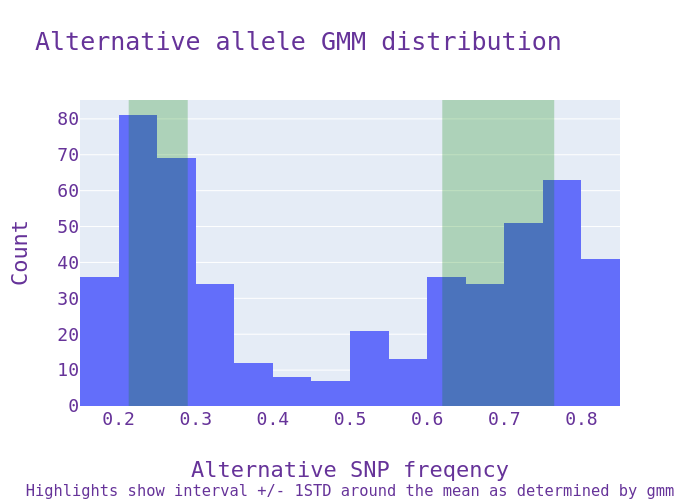 Alternative allele GMM distribution
80
70
60
50
40
30
20
10
0
Count
0.2 0.3 0.4 0.5 0.6 0.7 0.8
Alternative SNP freqency
Highlights show interval +/- 1STD around the mean as determined by gmm